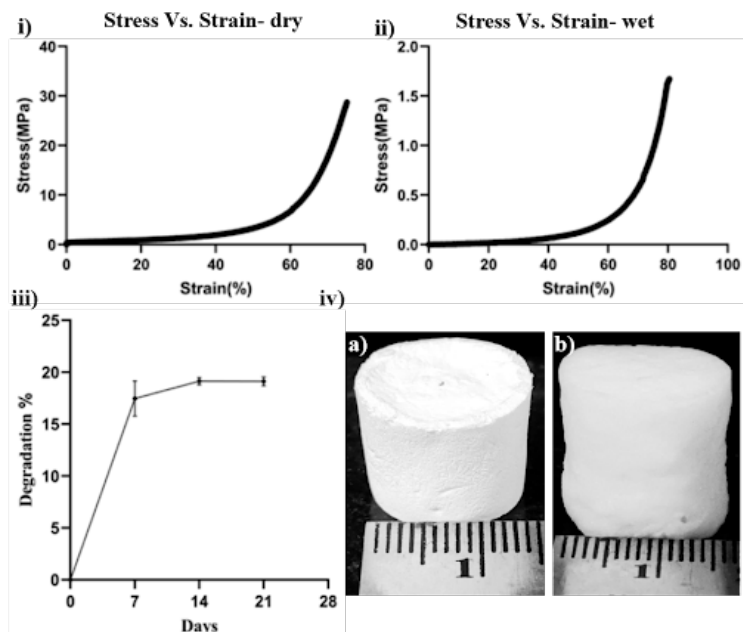 i) Stress Vs. Strain- dry
Stress(MPa)
40
30
20
10
0
0 20 40 60 80
Strain(%)
ii) Stress Vs. Strain- wet
Stress(MPa)
2.0
1.5
1.0
0.5
0.0
0 20 40 60 80 100
Strain(%)
iii)
Degradation %
25
20
15
10
5
0
0 7 14 21 28
Days
iv)
a)
1
b)
1